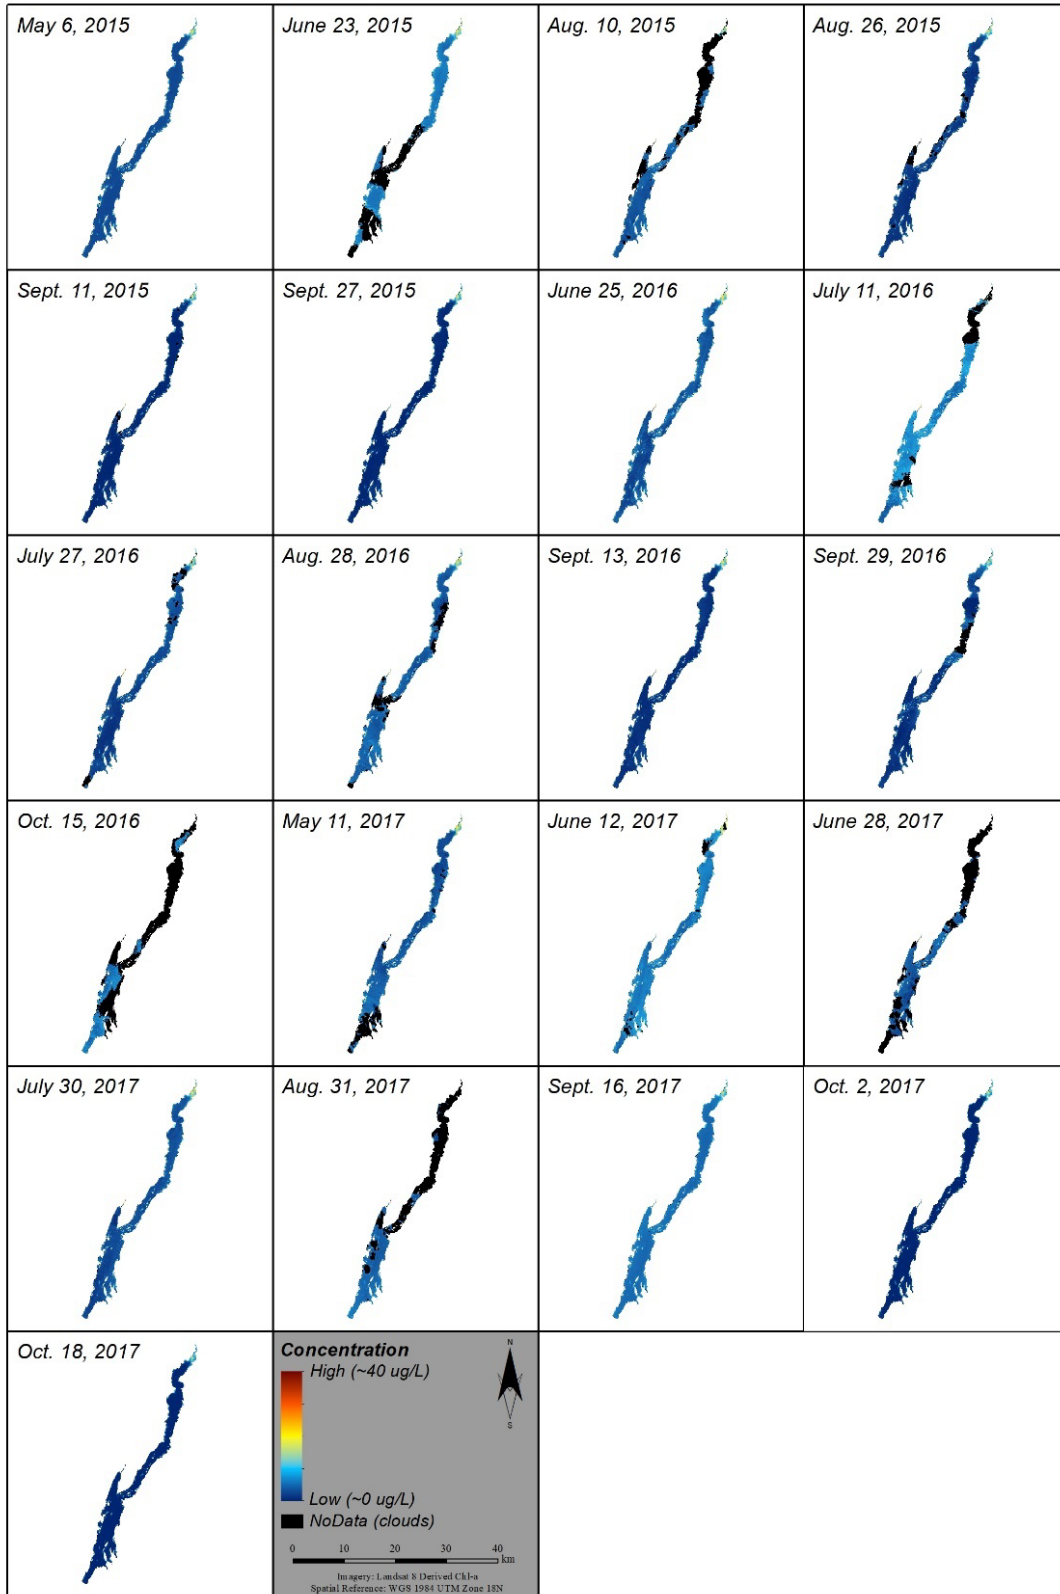 May 6, 2015
June 23, 2015
Aug. 10, 2015
Aug. 26, 2015
Sept. 11, 2015
Sept. 27, 2015
June 25, 2016
July 11, 2016
July 27, 2016
Aug. 28, 2016
Sept. 13, 2016
Sept. 29, 2016
Oct. 15, 2016
May 11, 2017
June 12, 2017
June 28, 2017
July 30, 2017
Aug. 31, 2017
Sept. 16, 2017
Oct. 2, 2017
Oct. 18, 2017
Concentration
High (~40 ug/L)
Low (~0 ug/L)
NoData (clouds)
N
S
0 10 20 30 40
km
Imagery: Landsat 8 Derived Chl-a
Spatial Reference: WGS 1984 UTM Zone 18N